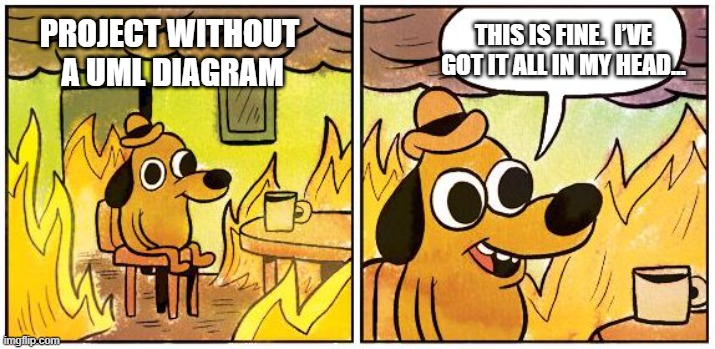 PROJECT WITHOUT
A UML DIAGRAM
THIS IS FINE.  I'VE
GOT IT ALL IN MY HEAD...
imgflip.com